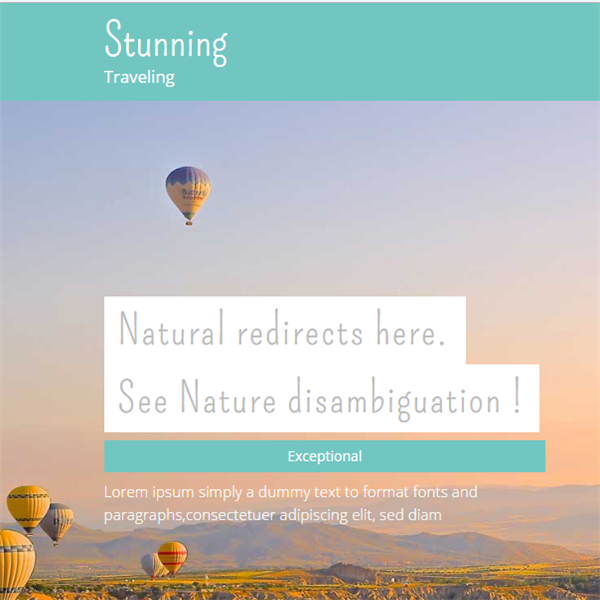 Stunning
Traveling
Natural redirects here.
See Nature disambiguation !
Exceptional
Lorem ipsum simply a dummy text to format fonts and
paragraphs,consectetuer adipiscing elit, sed diam